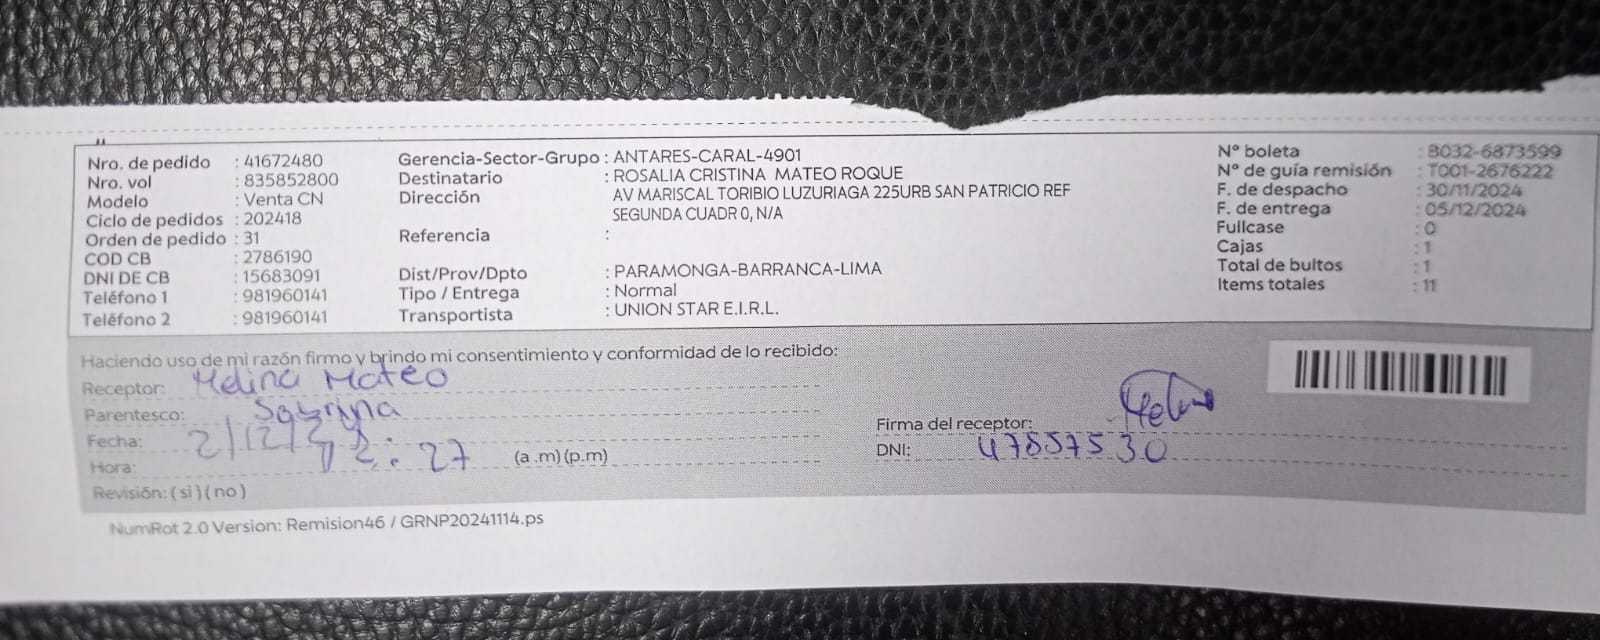 Nro. de pedido : 41672480
Nro. vol : 835852800
Modelo : Venta CN
Ciclo de pedidos : 202418
Orden de pedido : 31
COD CB : 2786190
DNI DE CB : 15683091
Teléfono 1 : 981960141
Teléfono 2 : 981960141
Gerencia-Sector-Grupo : ANTARES-CARAL-4901
Destinatario : ROSALIA CRISTINA MATEO ROQUE
Dirección AV MARISCAL TORIBIO LUZURIAGA 225URB SAN PATRICIO REF
SEGUNDA CUADR 0, N/A
Referencia :
Dist/Prov/Dpto : PARAMONGA-BARRANCA-LIMA
Tipo / Entrega : Normal
Transportista : UNION STAR E.I.R.L.
Nº boleta : B032-6873599
Nº de guía remisión : T001-2676222
F. de despacho : 30/11/2024
F. de entrega : 05/12/2024
Fullcase : 0
Cajas : 1
Total de bultos : 1
Items totales : 11
Haciendo uso de mi razón firmo y brindo mi consentimiento y conformidad de lo recibido:
Receptor: Melina Mateo
Parentesco: Sobrina
Fecha: 2/12/2
Hora: 12:27 (a .m) (p.m)
Revisión: ( si ) ( no )
Firma del receptor:
DNI: 47857530
NumRot 2.0 Version: Remision46 / GRNP20241114.ps